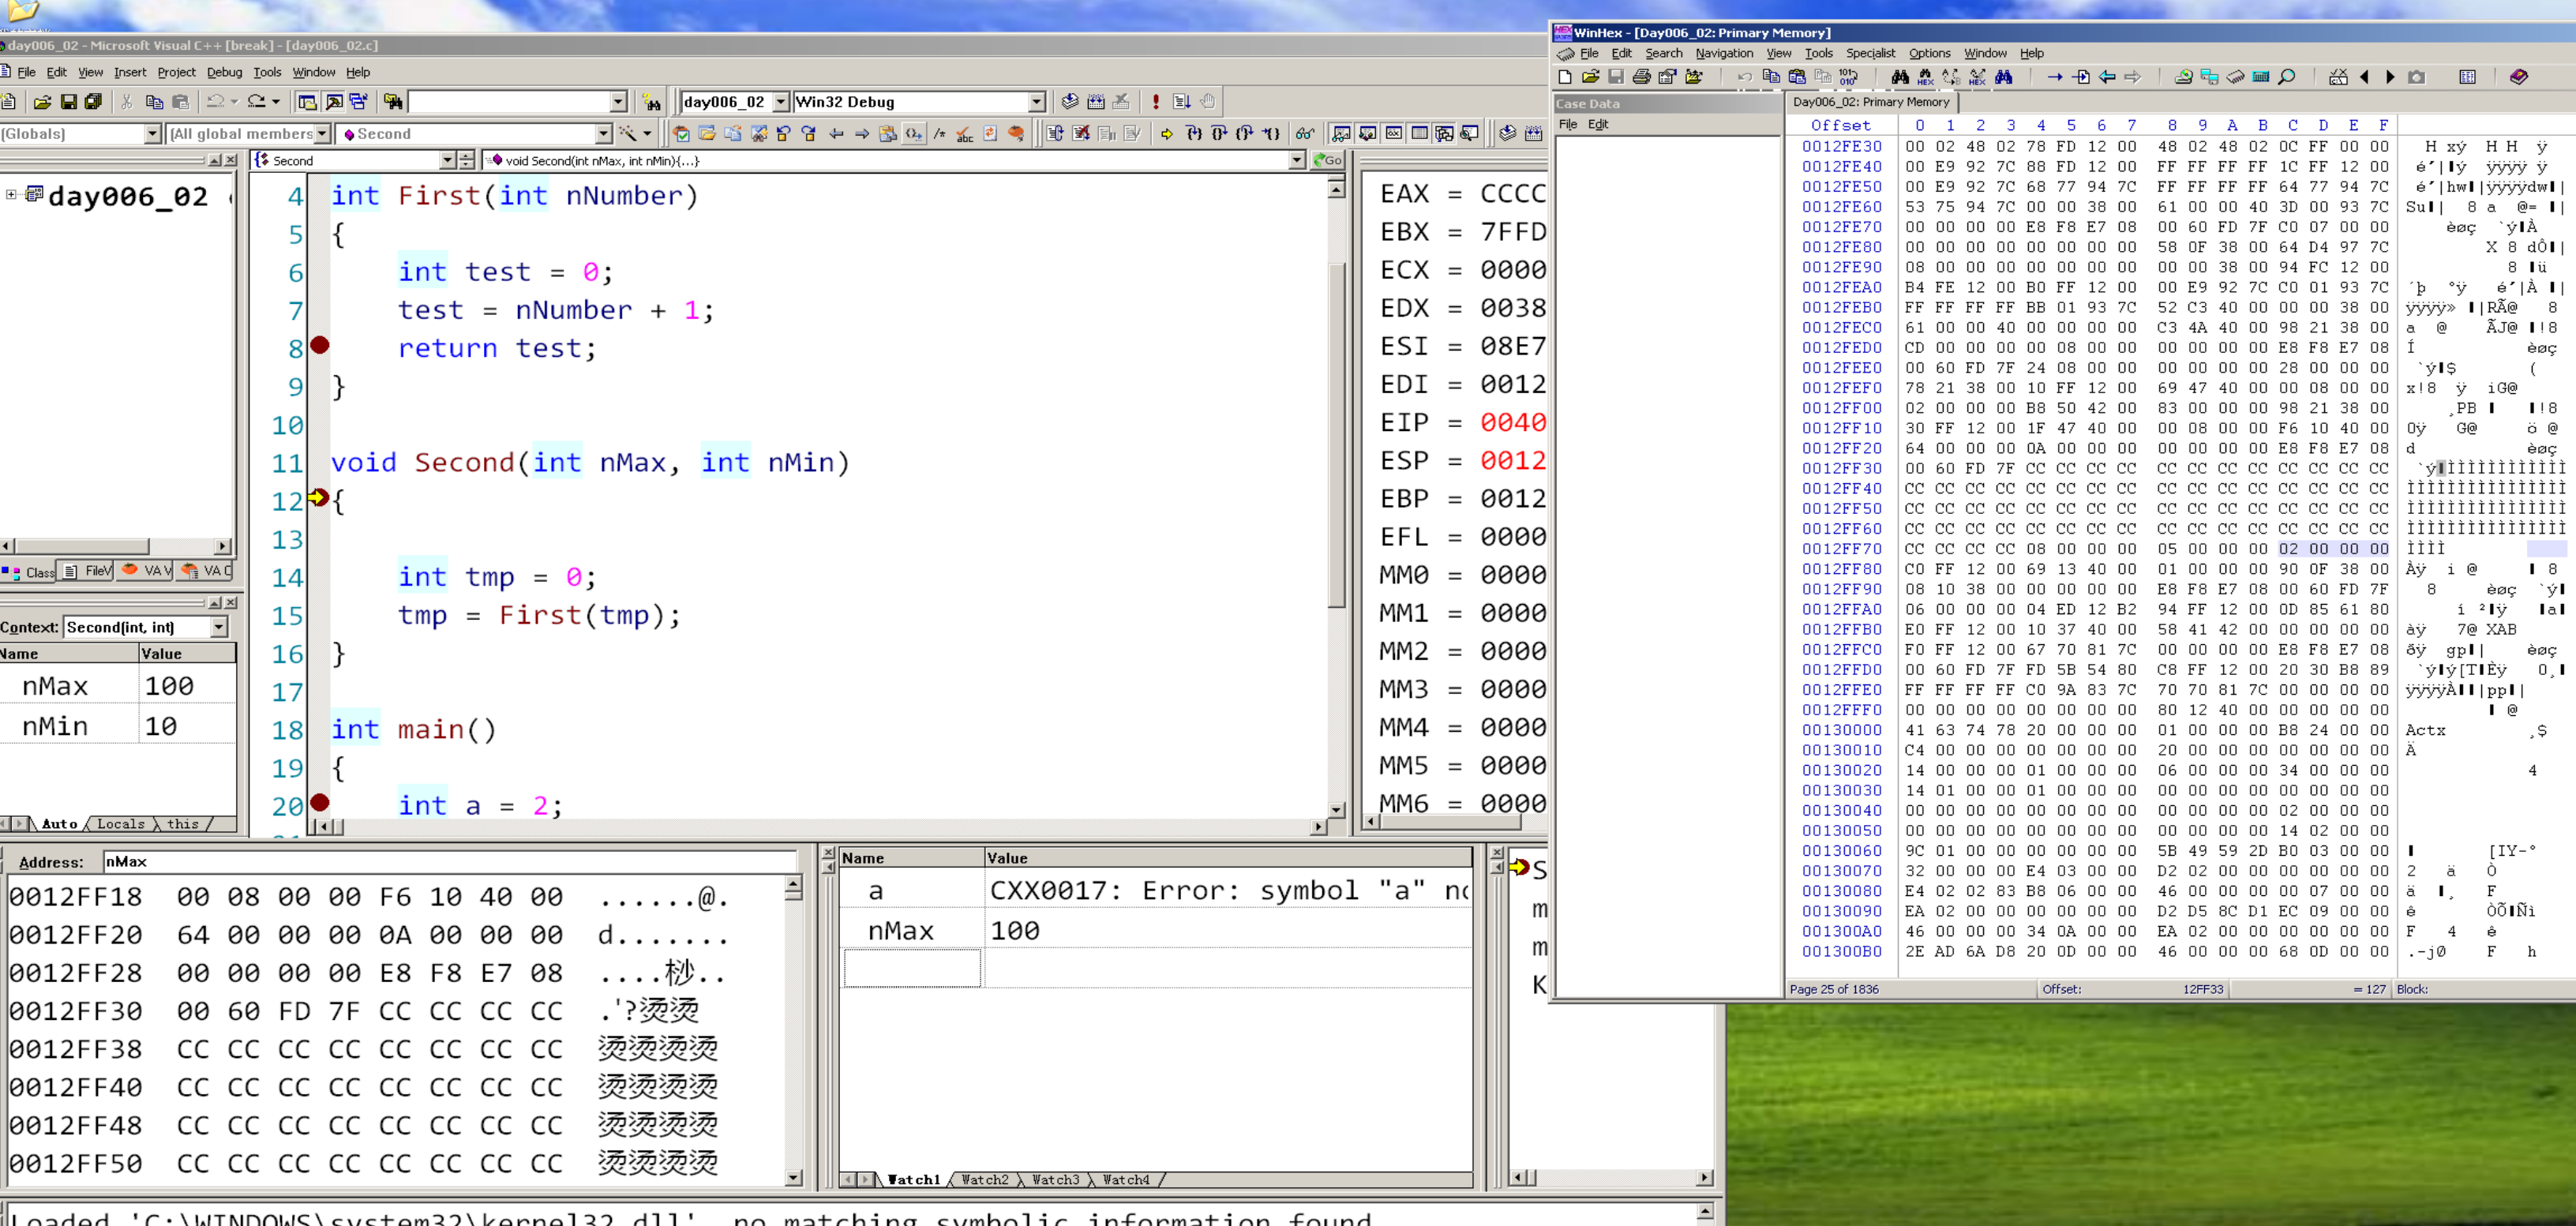 day006_02 - Microsoft Visual C++ [break] - [day006_02.c]
File Edit View Insert Project Debug Tools Window Help
day006_02 Win32 Debug
(Globals) (All global members Second
Second void Second(int nMax, int nMin){...} Go
day006_02
Class FileV VA V VA C
Context: Second(int, int)
Name Value
nMax 100
nMin 10
Auto Locals this
4 int First(int nNumber)
5 {
6 int test = 0;
7 test = nNumber + 1;
8 return test;
9 }
10
11 void Second(int nMax, int nMin)
12 {
13
14 int tmp = 0;
15 tmp = First(tmp);
16 }
17
18 int main()
19 {
20 int a = 2;
EAX = CCCC
EBX = 7FFD
ECX = 0000
EDX = 0038
ESI = 08E7
EDI = 0012
EIP = 0040
ESP = 0012
EBP = 0012
EFL = 0000
MM0 = 0000
MM1 = 0000
MM2 = 0000
MM3 = 0000
MM4 = 0000
MM5 = 0000
MM6 = 0000
Address: nMax
0012FF18 00 08 00 00 F6 10 40 00 ......@.
0012FF20 64 00 00 00 0A 00 00 00 d.......
0012FF28 00 00 00 00 E8 F8 E7 08 ....桫..
0012FF30 00 60 FD 7F CC CC CC CC .'?烫烫
0012FF38 CC CC CC CC CC CC CC CC 烫烫烫烫
0012FF40 CC CC CC CC CC CC CC CC 烫烫烫烫
0012FF48 CC CC CC CC CC CC CC CC 烫烫烫烫
0012FF50 CC CC CC CC CC CC CC CC 烫烫烫烫
Name Value
a CXX0017: Error: symbol "a" no
nMax 100
Watch1 Watch2 Watch3 Watch4
S
m
m
K
Loaded 'C:\WINDOWS\system32\kernel32.dll', no matching symbolic information found.
WinHex - [Day006_02: Primary Memory]
File Edit Search Navigation View Tools Specialist Options Window Help
Case Data
File Edit
Day006_02: Primary Memory
Offset 0 1 2 3 4 5 6 7 8 9 A B C D E F
0012FE30 00 02 48 02 78 FD 12 00 48 02 48 02 0C FF 00 00
0012FE40 00 E9 92 7C 88 FD 12 00 FF FF FF FF 1C FF 12 00
0012FE50 00 E9 92 7C 68 77 94 7C FF FF FF FF 64 77 94 7C
0012FE60 53 75 94 7C 00 00 38 00 61 00 00 40 3D 00 93 7C
0012FE70 00 00 00 00 E8 F8 E7 08 00 60 FD 7F C0 07 00 00
0012FE80 00 00 00 00 00 00 00 00 58 0F 38 00 64 D4 97 7C
0012FE90 08 00 00 00 00 00 00 00 00 00 38 00 94 FC 12 00
0012FEA0 B4 FE 12 00 B0 FF 12 00 00 E9 92 7C C0 01 93 7C
0012FEB0 FF FF FF FF BB 01 93 7C 52 C3 40 00 00 00 38 00
0012FEC0 61 00 00 40 00 00 00 00 C3 4A 40 00 98 21 38 00
0012FED0 CD 00 00 00 00 08 00 00 00 00 00 00 E8 F8 E7 08
0012FEE0 00 60 FD 7F 24 08 00 00 00 00 00 00 28 00 00 00
0012FEF0 78 21 38 00 10 FF 12 00 69 47 40 00 00 08 00 00
0012FF00 02 00 00 00 B8 50 42 00 83 00 00 00 98 21 38 00
0012FF10 30 FF 12 00 1F 47 40 00 00 08 00 00 F6 10 40 00
0012FF20 64 00 00 00 0A 00 00 00 00 00 00 00 E8 F8 E7 08
0012FF30 00 60 FD 7F CC CC CC CC CC CC CC CC CC CC CC CC
0012FF40 CC CC CC CC CC CC CC CC CC CC CC CC CC CC CC CC
0012FF50 CC CC CC CC CC CC CC CC CC CC CC CC CC CC CC CC
0012FF60 CC CC CC CC CC CC CC CC CC CC CC CC CC CC CC CC
0012FF70 CC CC CC CC 08 00 00 00 05 00 00 00 02 00 00 00
0012FF80 C0 FF 12 00 69 13 40 00 01 00 00 00 90 0F 38 00
0012FF90 08 10 38 00 00 00 00 00 E8 F8 E7 08 00 60 FD 7F
0012FFA0 06 00 00 00 04 ED 12 B2 94 FF 12 00 0D 85 61 80
0012FFB0 E0 FF 12 00 10 37 40 00 58 41 42 00 00 00 00 00
0012FFC0 F0 FF 12 00 67 70 81 7C 00 00 00 00 E8 F8 E7 08
0012FFD0 00 60 FD 7F FD 5B 54 80 C8 FF 12 00 20 30 B8 89
0012FFE0 FF FF FF FF C0 9A 83 7C 70 70 81 7C 00 00 00 00
0012FFF0 00 00 00 00 00 00 00 00 80 12 40 00 00 00 00 00
00130000 41 63 74 78 20 00 00 00 01 00 00 00 B8 24 00 00 Actx ¸$
00130010 C4 00 00 00 00 00 00 00 20 00 00 00 00 00 00 00 Ä
00130020 14 00 00 00 01 00 00 00 06 00 00 00 34 00 00 00 4
00130030 14 01 00 00 01 00 00 00 00 00 00 00 00 00 00 00
00130040 00 00 00 00 00 00 00 00 00 00 00 00 02 00 00 00
00130050 00 00 00 00 00 00 00 00 00 00 00 00 14 02 00 00
00130060 9C 01 00 00 00 00 00 00 5B 49 59 2D B0 03 00 00 [IY-°
00130070 32 00 00 00 E4 03 00 00 D2 02 00 00 00 00 00 00 2 ä Ò
00130080 E4 02 02 83 B8 06 00 00 46 00 00 00 07 00 00
00130090 EA 02 00 00 00 00 00 00 D2 D5 8C D1 EC 09 00 00
001300A0 46 00 00 00 34 0A 00 00 EA 02 00 00 00 00 00 00 F 4 ê
001300B0 2E AD 6A D8 20 0D 00 00 46 00 00 00 68 0D 00 00 .-jØ F h
Page 25 of 1836 Offset: 12FF33 = 127 Block: